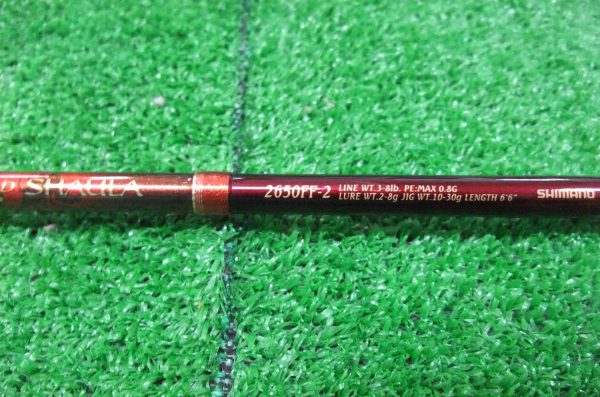 D SHAULA
2650FF-2
LINE WT.3-8lb. PE:MAX 0.8G
LURE WT.2-8g JIG WT.10-30g LENGTH 6'6"
SHIMANO